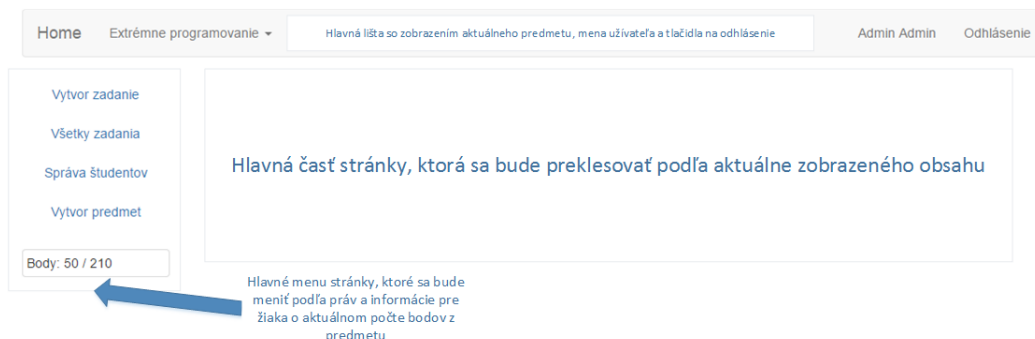 Home Extrémne programovanie Hlavná lišta so zobrazením aktuálneho predmetu, mena užívateľa a tlačidla na odhlásenie Admin Admin Odhlásenie
Vytvor zadanie
Všetky zadania
Správa študentov
Vytvor predmet
Body: 50 / 210
Hlavná časť stránky, ktorá sa bude preklesovať podľa aktuálne zobrazeného obsahu
Hlavné menu stránky, ktoré sa bude
meniť podľa práv a informácie pre
žiaka o aktuálnom počte bodov z
predmetu